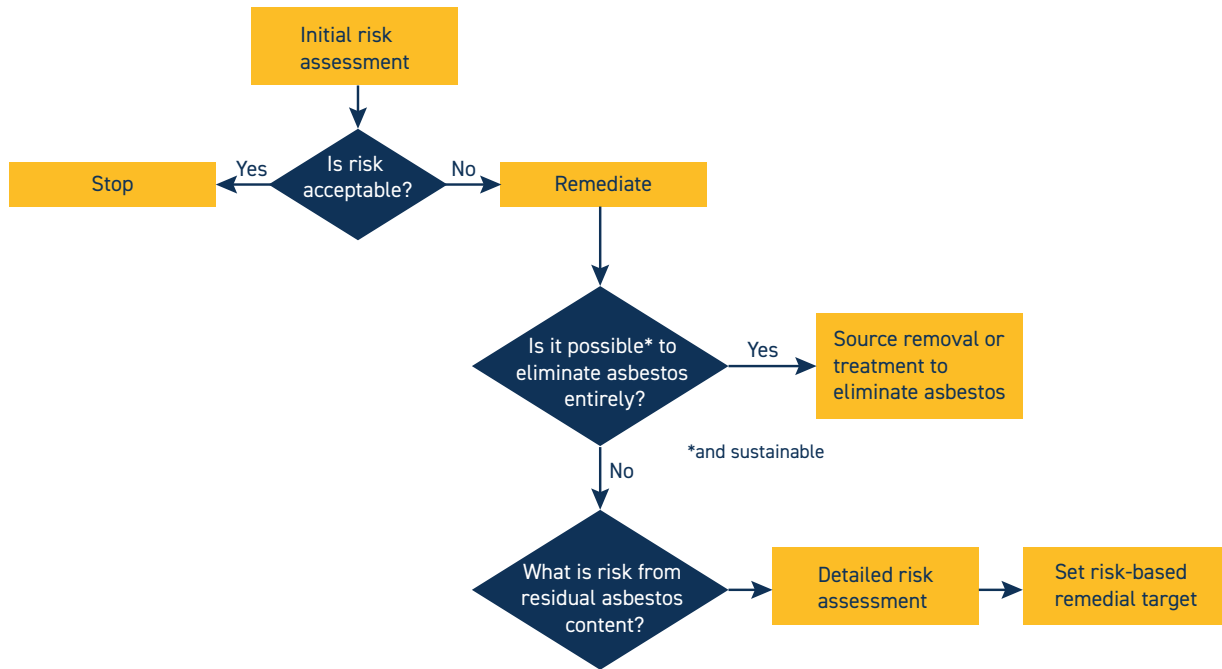 Initial risk
assessment
Is risk
acceptable?
Yes
Stop
No
Remediate
Is it possible* to
eliminate asbestos
entirely?
Yes
Source removal or
treatment to
eliminate asbestos
*and sustainable
No
What is risk from
residual asbestos
content?
Detailed risk
assessment
Set risk-based
remedial target